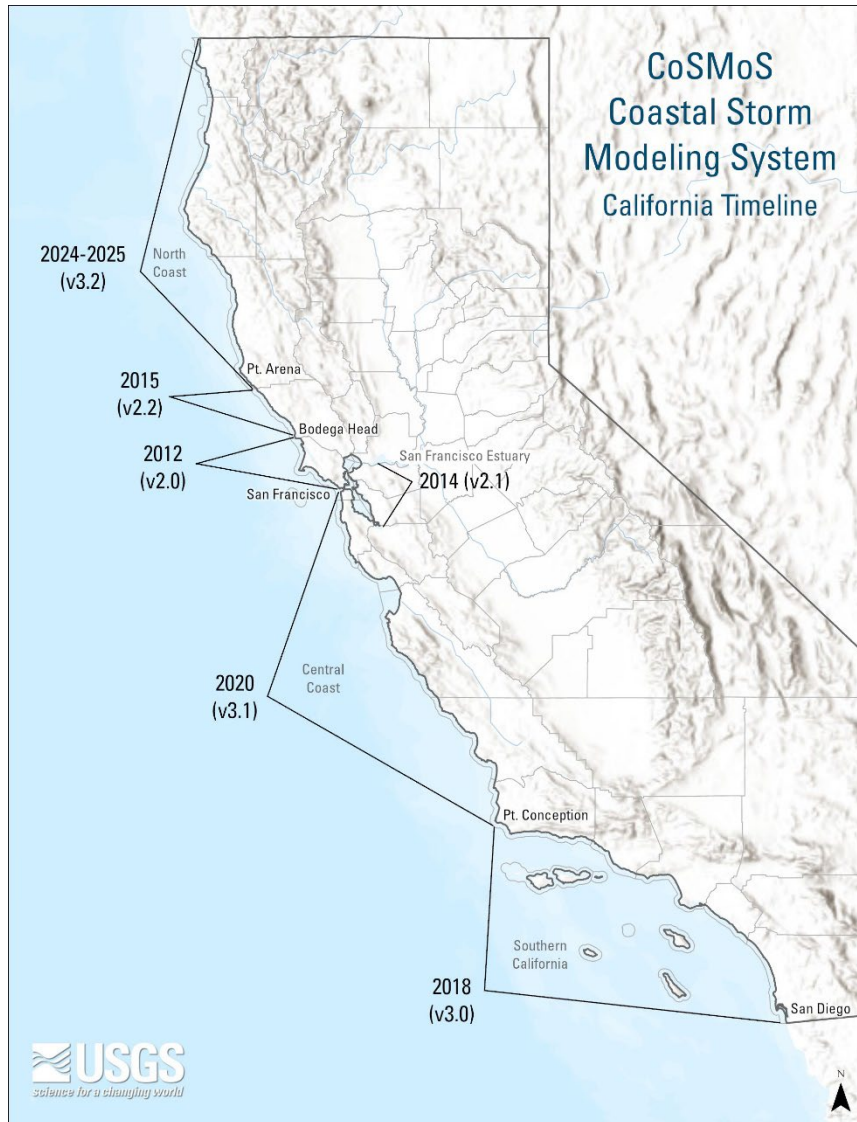 CoSMoS
Coastal Storm
Modeling System
California Timeline
2024-2025
(v3.2)
North
Coast
Pt. Arena
2015
(v2.2)
Bodega Head
2012
(v2.0)
San Francisco Estuary
2014 (v2.1)
San Francisco
Central
Coast
2020
(v3.1)
Pt. Conception
Southern
California
2018
(v3.0)
San Diego
USGS
science for a changing world
N